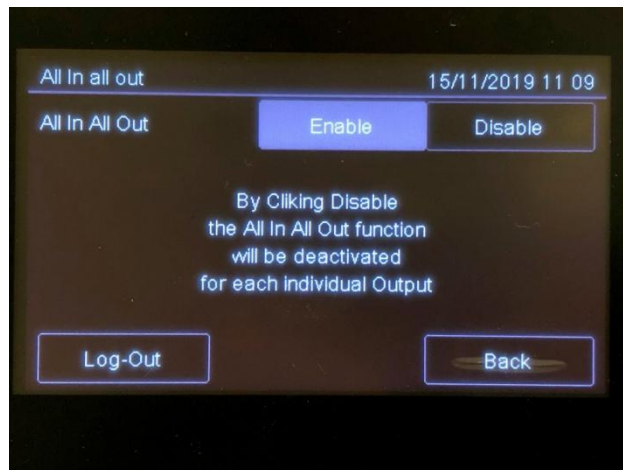 All In all out 15/11/2019 11 09
All In All Out Enable Disable
By Cliking Disable
the All In All Out function
will be deactivated
for each individual Output
Log-Out Back